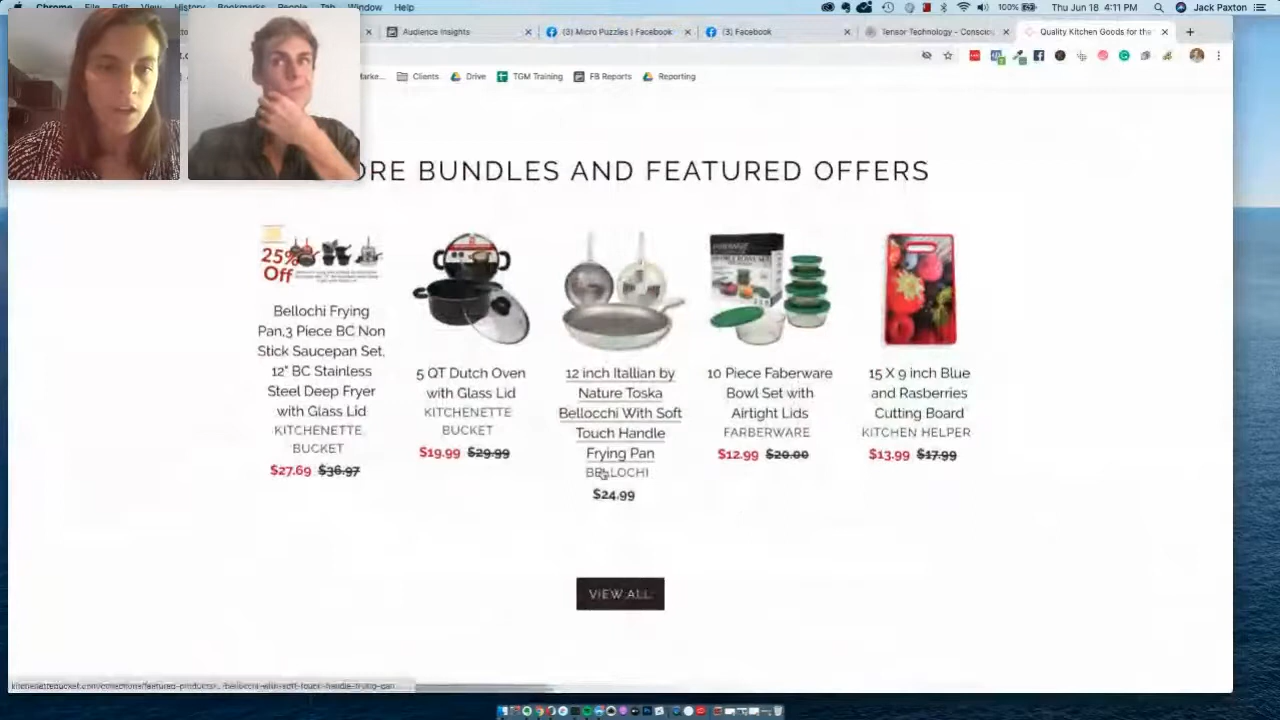 Chrome File Edit View History Bookmarks People Tab Window Help
100% Thu Jun 18 4:11 PM Jack Paxton
Audience Insights
(3) Micro Puzzles | Facebook
(3) Facebook
Tensor Technology - Consciou
Quality Kitchen Goods for the
Clients
Drive
TGM Training
FB Reports
Reporting
ORE BUNDLES AND FEATURED OFFERS
25%
Off
Bellochi Frying
Pan,3 Piece BC Non
Stick Saucepan Set,
12" BC Stainless
Steel Deep Fryer
with Glass Lid
KITCHENETTE
BUCKET
$27.69 $36.97
5 QT Dutch Oven
with Glass Lid
KITCHENETTE
BUCKET
$19.99 $29.99
12 inch Itallian by
Nature Toska
Bellocchi With Soft
Touch Handle
Frying Pan
BELLOCHI
$24.99
10 Piece Faberware
Bowl Set with
Airtight Lids
FARBERWARE
$12.99 $20.00
15 X 9 inch Blue
and Rasberries
Cutting Board
KITCHEN HELPER
$13.99 $17.99
VIEW ALL